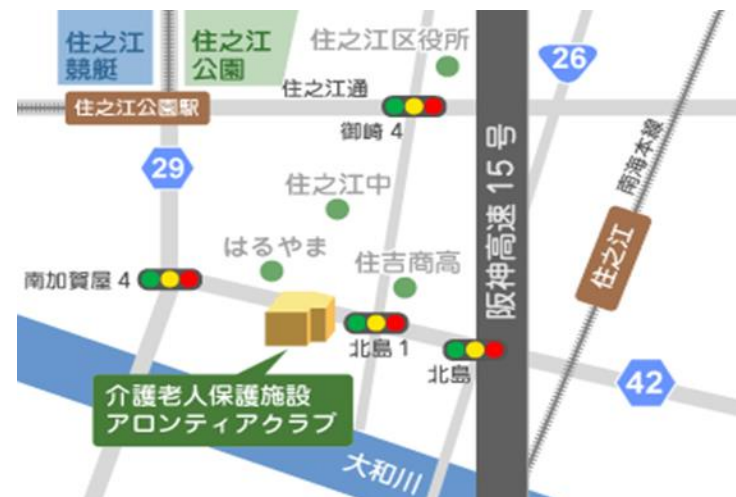 住之江
競艇
住之江
公園
住之江区役所
26
住之江通
住之江公園駅
御崎 4
阪神高速 15 号
南海本線
29
住之江中
はるやま
住吉商高
住之江
南加賀屋 4
北島 1
北島
42
介護老人保護施設
アロンティアクラブ
大和川